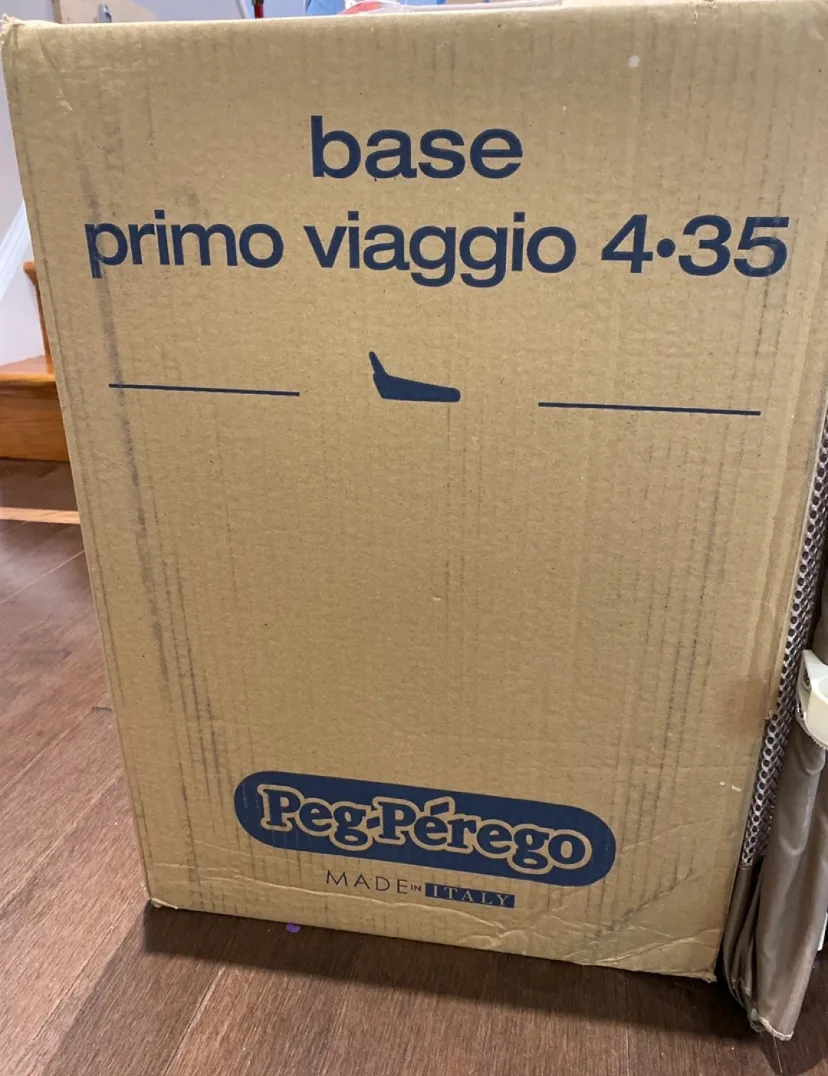 base
primo viaggio 4•35
Peg-Pérego
MADE IN ITALY